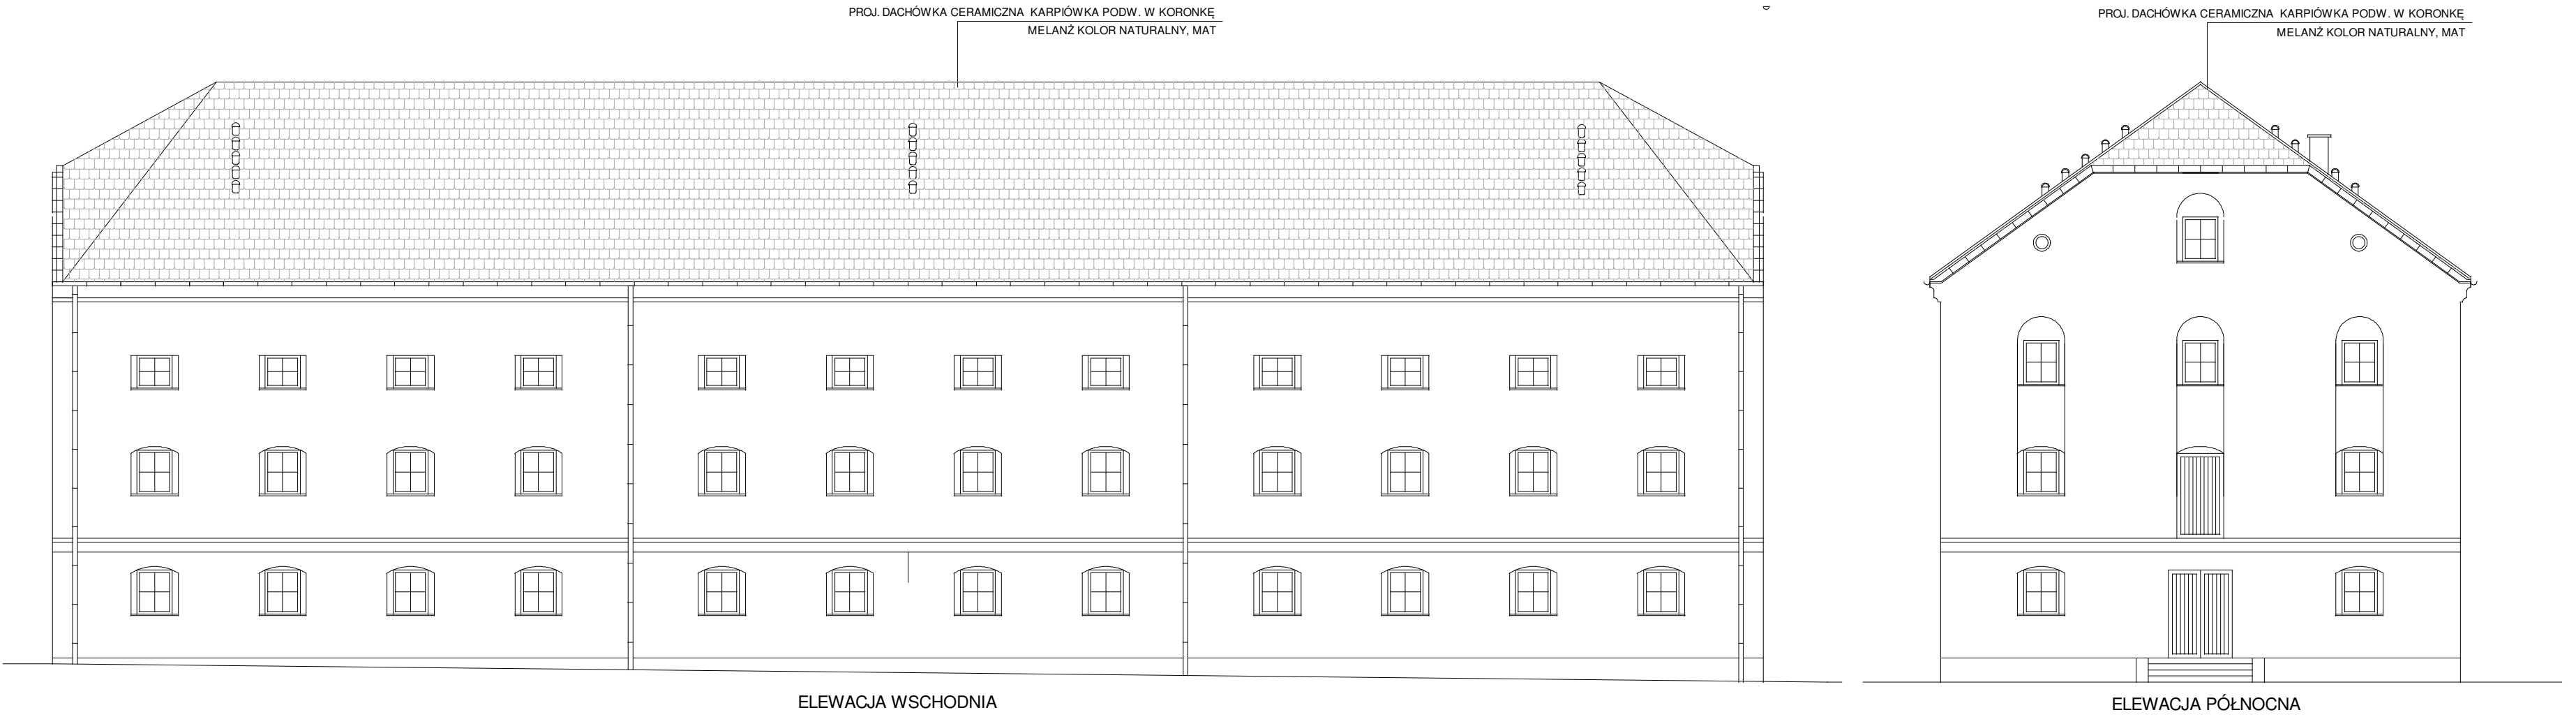 PROJ. DACHÓWKA CERAMICZNA KARPIÓWKA PODW. W KORONKĘ
MELANŻ KOLOR NATURALNY, MAT
PROJ. DACHÓWKA CERAMICZNA KARPIÓWKA PODW. W KORONKĘ
MELANŻ KOLOR NATURALNY, MAT
ELEWACJA WSCHODNIA
ELEWACJA PÓŁNOCNA